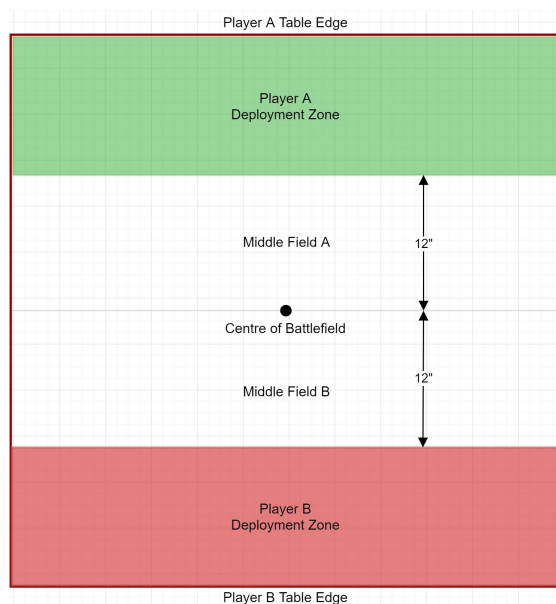 Player A Table Edge
Player A
Deployment Zone
Middle Field A
12"
Centre of Battlefield
12"
Middle Field B
Player B
Deployment Zone
Player B Table Edge